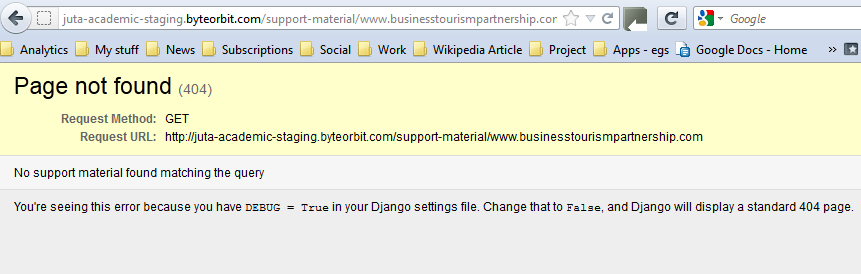 juta-academic-staging.byteorbit.com/support-material/www.businesstourismpartnership.con
Google
Analytics My stuff News Subscriptions Social Work Wikipedia Article Project Apps - egs Google Docs - Home »
Page not found (404)
Request Method: GET
Request URL: http://juta-academic-staging.byteorbit.com/support-material/www.businesstourismpartnership.com
No support material found matching the query
You're seeing this error because you have DEBUG = True in your Django settings file. Change that to False, and Django will display a standard 404 page.